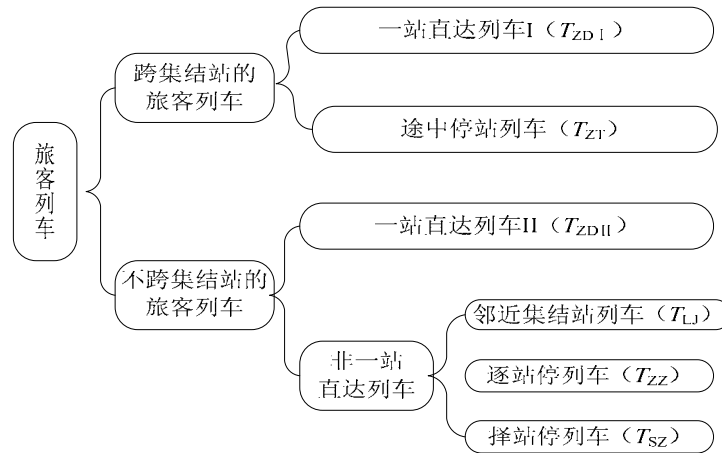 一站直达列车I（TZD I）
跨集结站的
旅客列车
途中停站列车（TZT）
旅客列车
一站直达列车II（TZD II）
不跨集结站的
旅客列车
邻近集结站列车（TLJ）
非一站
直达列车
逐站停列车（TZZ）
择站停列车（TSZ）